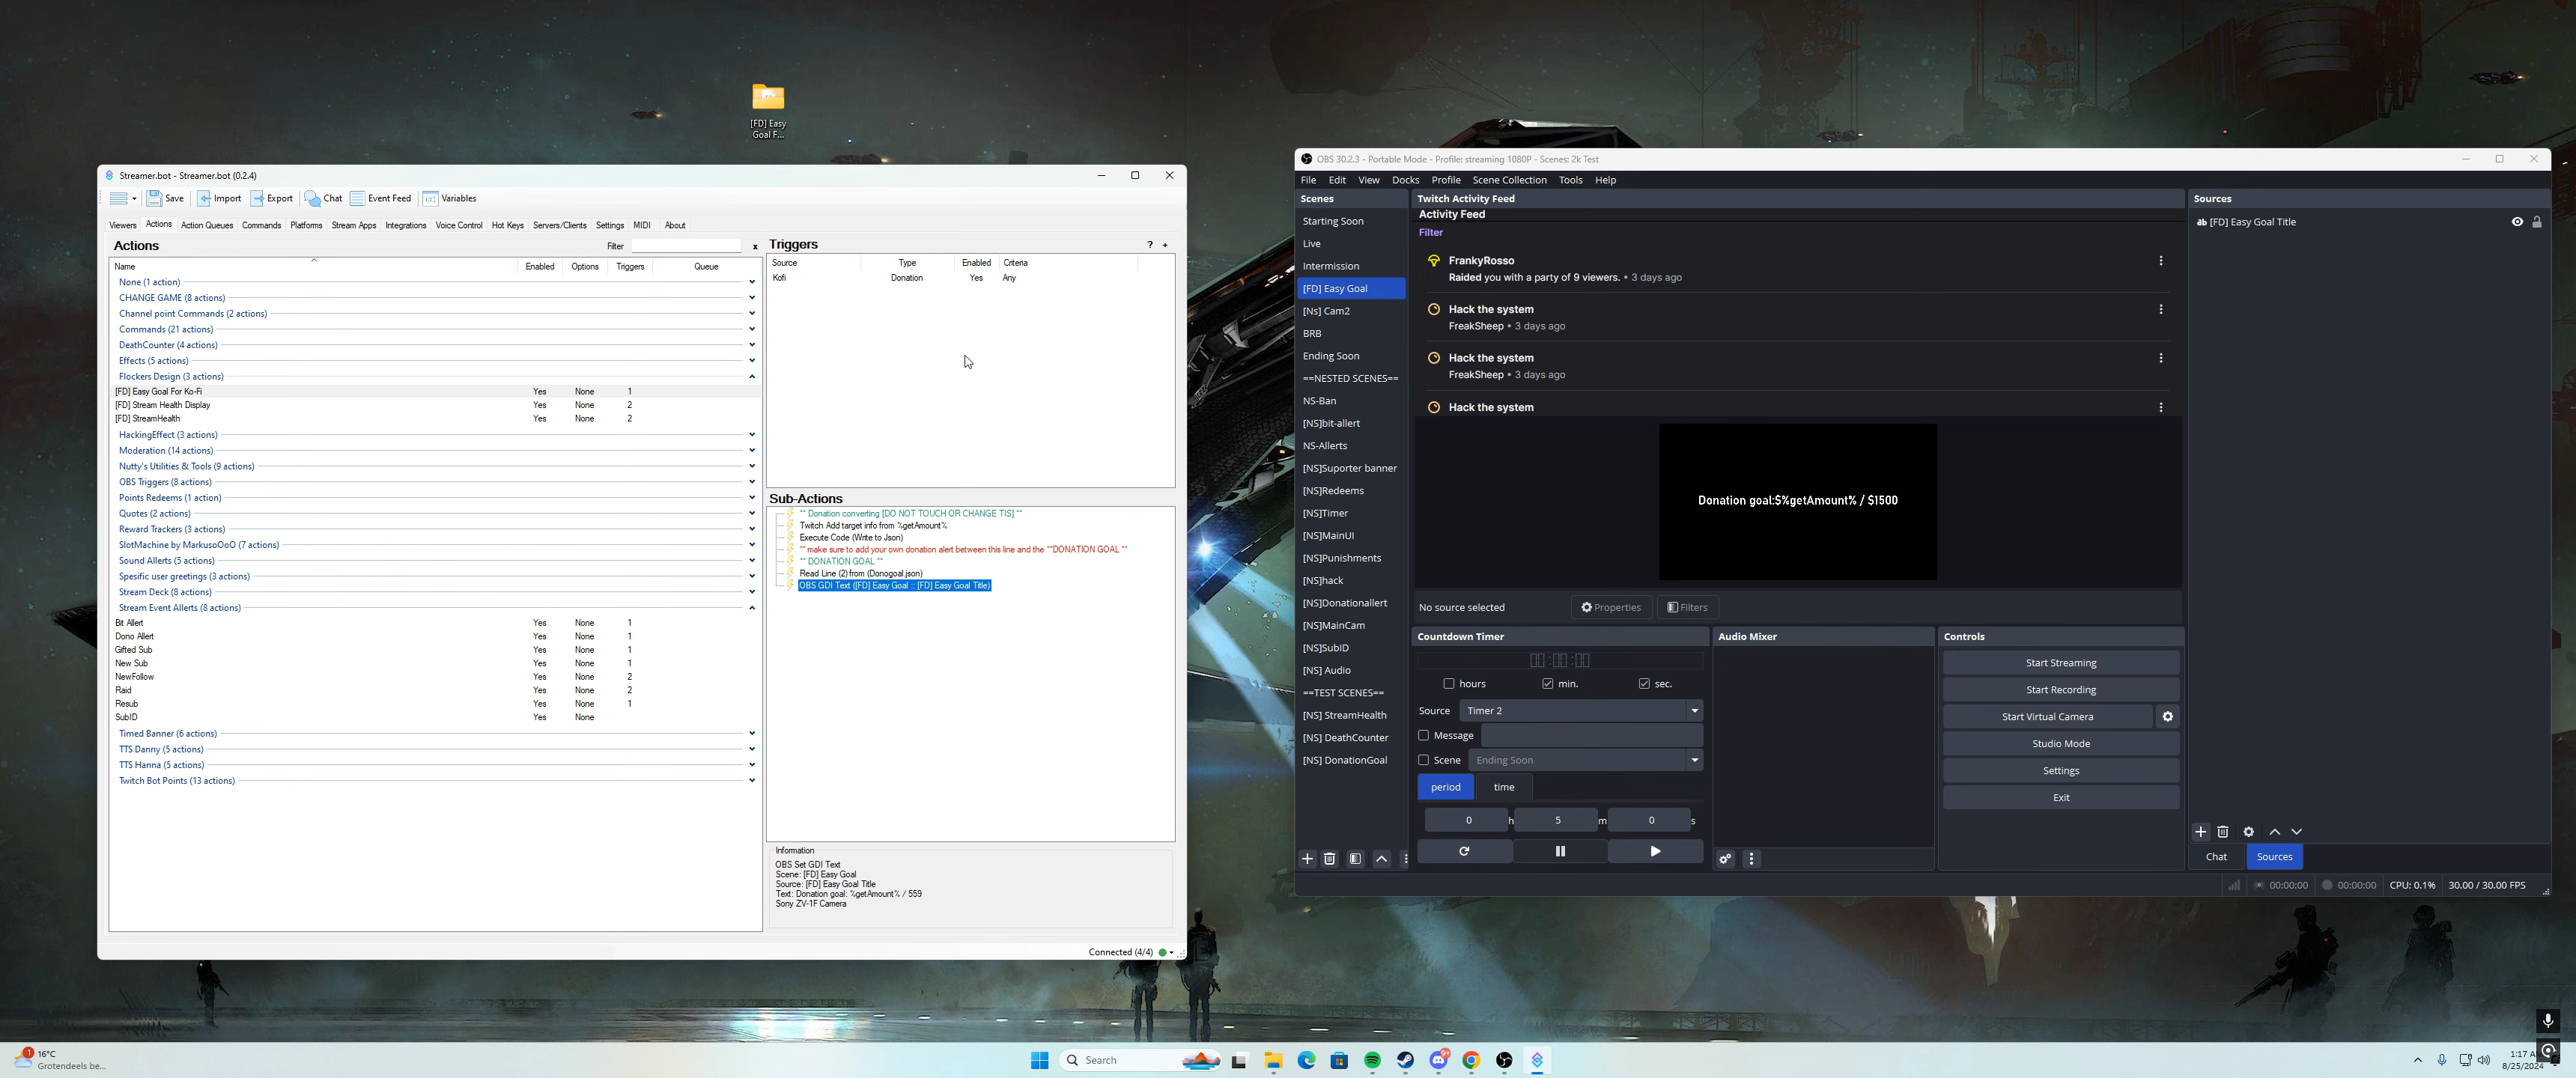 [FD] Easy
Goal F...
Streamer.bot - Streamer.bot (0.2.4)
Save Import Export Chat Event Feed Variables
Viewers Actions Action Queues Commands Platforms Stream Apps Integrations Voice Control Hot Keys Servers/Clients Settings MIDI About
Actions
Filter x
Name Enabled Options Triggers Queue
None (1 action)
CHANGE GAME (8 actions)
Channel point Commands (2 actions)
Commands (21 actions)
DeathCounter (4 actions)
Effects (5 actions)
Flockers Design (3 actions)
[FD] Easy Goal For Ko-Fi Yes None 1
[FD] Stream Health Display Yes None 2
[FD] StreamHealth Yes None 2
HackingEffect (3 actions)
Moderation (14 actions)
Nutty's Utilities & Tools (9 actions)
OBS Triggers (8 actions)
Points Redeems (1 action)
Quotes (2 actions)
Reward Trackers (3 actions)
SlotMachine by MarkusoOoO (7 actions)
Sound Allerts (5 actions)
Spesific user greetings (3 actions)
Stream Deck (8 actions)
Stream Event Allerts (8 actions)
Bit Allert Yes None 1
Dono Allert Yes None 1
Gifted Sub Yes None 1
New Sub Yes None 1
NewFollow Yes None 2
Raid Yes None 2
Resub Yes None 1
SubID Yes None
Timed Banner (6 actions)
TTS Danny (5 actions)
TTS Hanna (5 actions)
Twitch Bot Points (13 actions)
Triggers ? +
Source Type Enabled Criteria
Kofi Donation Yes Any
Sub-Actions
** Donation converting [DO NOT TOUCH OR CHANGE TIS] **
Twitch Add target info from %getAmount%
Execute Code (Write to Json)
** make sure to add your own donation alert between this line and the **DONATION GOAL **
** DONATION GOAL **
Read Line (2) from (Donogoal.json)
OBS GDI Text ([FD] Easy Goal :: [FD] Easy Goal Title)
Information
OBS Set GDI Text
Scene: [FD] Easy Goal
Source: [FD] Easy Goal Title
Text: Donation goal: %getAmount% / 559
Sony ZV-1F Camera
Connected (4/4)
OBS 30.2.3 - Portable Mode - Profile: streaming 1080P - Scenes: 2k Test
File Edit View Docks Profile Scene Collection Tools Help
Scenes
Starting Soon
Live
Intermission
[FD] Easy Goal
[Ns] Cam2
BRB
Ending Soon
==NESTED SCENES==
NS-Ban
[NS]bit-allert
NS-Allerts
[NS]Suporter banner
[NS]Redeems
[NS]Timer
[NS]MainUI
[NS]Punishments
[NS]hack
[NS]Donationallert
[NS]MainCam
[NS]SubID
[NS] Audio
==TEST SCENES==
[NS] StreamHealth
[NS] DeathCounter
[NS] DonationGoal
Twitch Activity Feed
Activity Feed
Filter
FrankyRosso
Raided you with a party of 9 viewers. • 3 days ago
Hack the system
FreakSheep • 3 days ago
Hack the system
FreakSheep • 3 days ago
Hack the system
Donation goal:$%getAmount% / $1500
No source selected Properties Filters
Countdown Timer
00:00:00
hours min. sec.
Source Timer 2
Message
Scene Ending Soon
period time
0 h 5 m 0 s
Audio Mixer
Controls
Start Streaming
Start Recording
Start Virtual Camera
Studio Mode
Settings
Exit
Sources
ab [FD] Easy Goal Title
Chat Sources
00:00:00 00:00:00 CPU: 0.1% 30.00 / 30.00 FPS
1
16°C
Grotendeels be...
Search
9+
1:17
8/25/2024